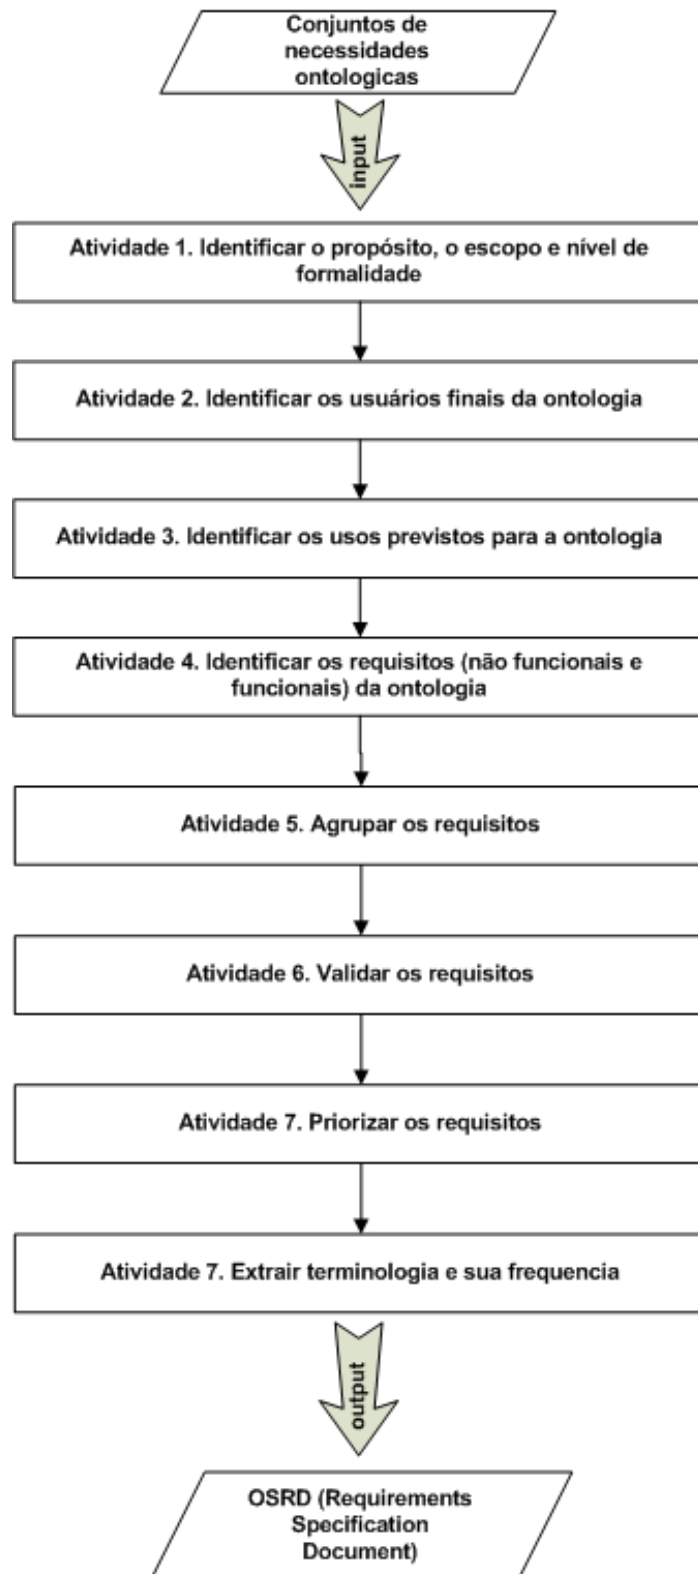 Conjuntos de
necessidades
ontologicas
input
Atividade 1. Identificar o propósito, o escopo e nível de
formalidade
Atividade 2. Identificar os usuários finais da ontologia
Atividade 3. Identificar os usos previstos para a ontologia
Atividade 4. Identificar os requisitos (não funcionais e
funcionais) da ontologia
Atividade 5. Agrupar os requisitos
Atividade 6. Validar os requisitos
Atividade 7. Priorizar os requisitos
Atividade 7. Extrair terminologia e sua frequencia
output
OSRD (Requirements
Specification
Document)